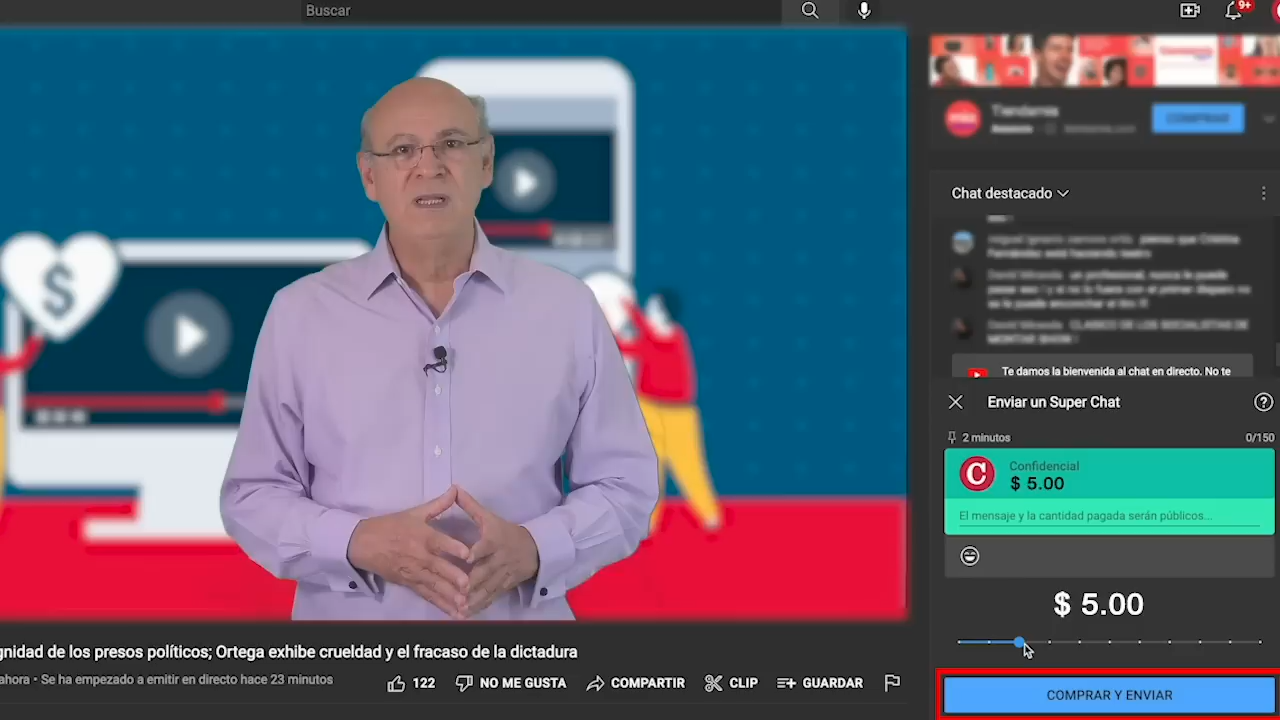 Buscar
9+
Chat destacado
Te damos la bienvenida al chat en directo. No te
Enviar un Super Chat
2 minutos
0/150
C
Confidencial
$ 5.00
El mensaje y la cantidad pagada serán públicos...
$ 5.00
COMPRAR Y ENVIAR
$
gnidad de los presos políticos; Ortega exhibe crueldad y el fracaso de la dictadura
ahora • Se ha empezado a emitir en directo hace 23 minutos
122
NO ME GUSTA
COMPARTIR
CLIP
GUARDAR